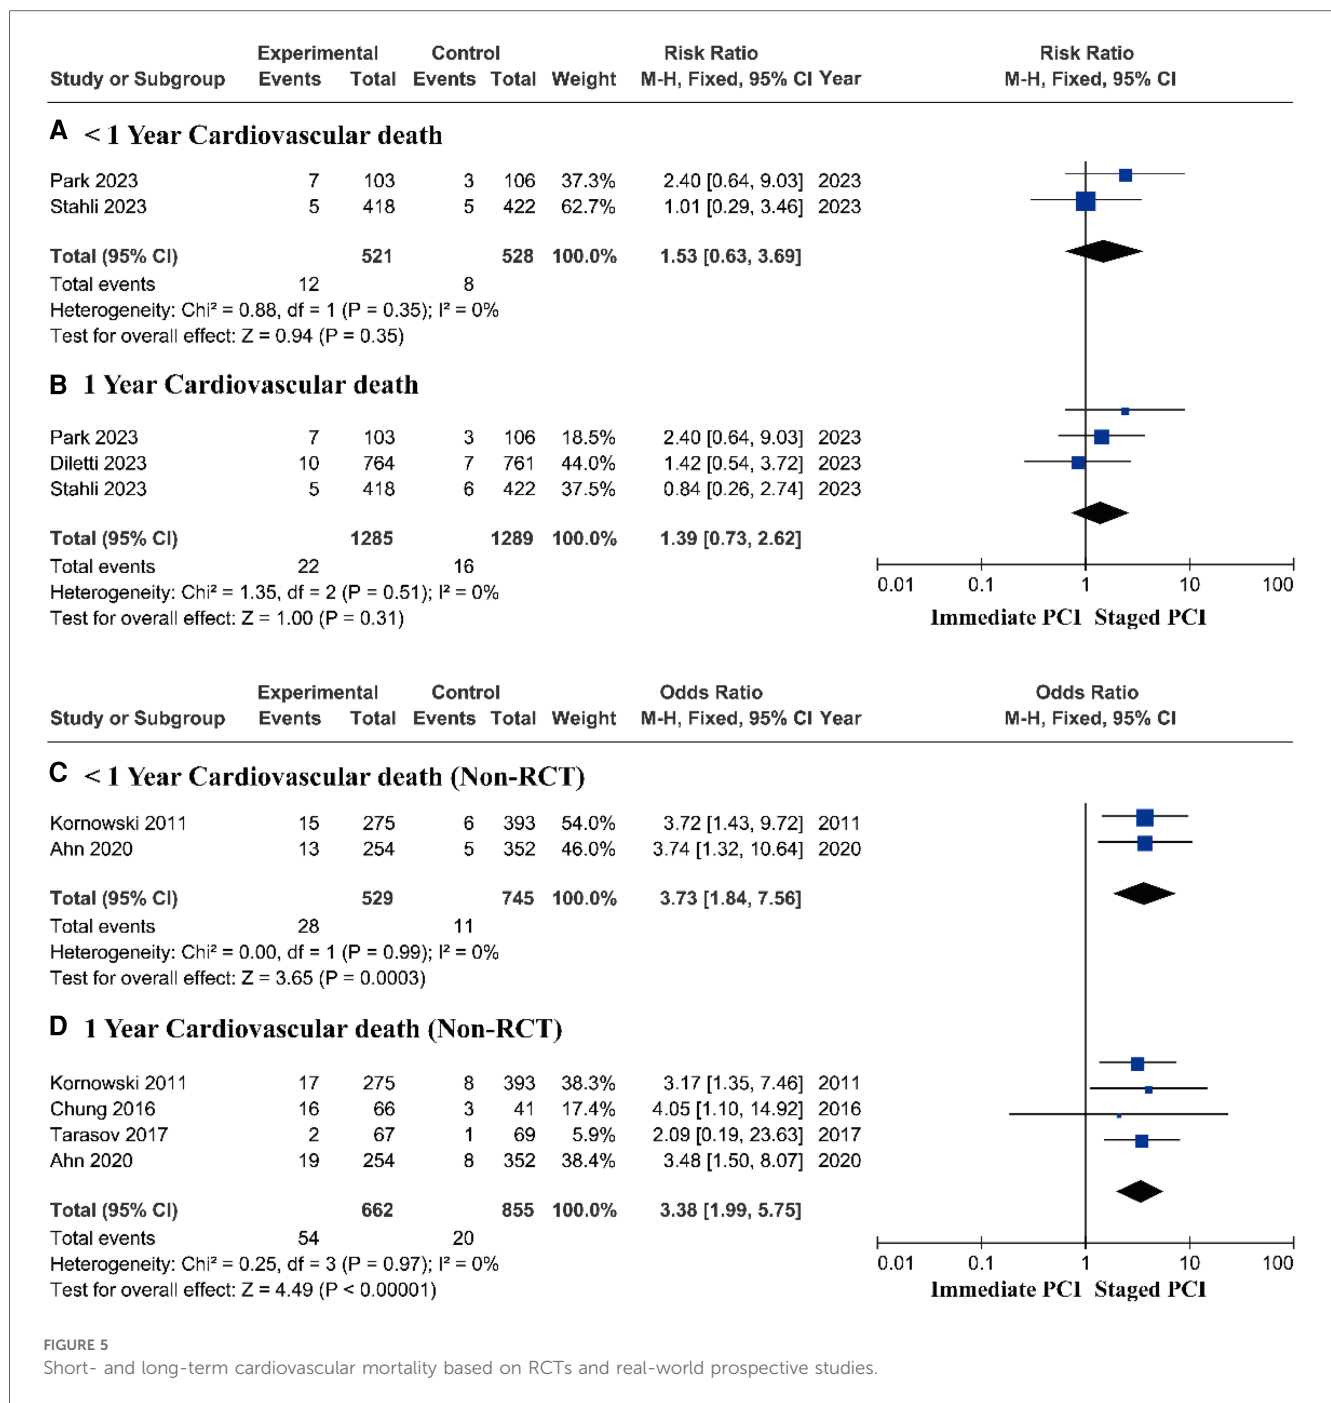 Experimental Control Risk Ratio Risk Ratio
Study or Subgroup Events Total Events Total Weight M-H, Fixed, 95% CI Year M-H, Fixed, 95% CI
A < 1 Year Cardiovascular death
Park 2023 7 103 3 106 37.3% 2.40 [0.64, 9.03] 2023
Stahli 2023 5 418 5 422 62.7% 1.01 [0.29, 3.46] 2023
Total (95% CI) 521 528 100.0% 1.53 [0.63, 3.69]
Total events 12 8
Heterogeneity: Chi² = 0.88, df = 1 (P = 0.35); I² = 0%
Test for overall effect: Z = 0.94 (P = 0.35)
B 1 Year Cardiovascular death
Park 2023 7 103 3 106 18.5% 2.40 [0.64, 9.03] 2023
Diletti 2023 10 764 7 761 44.0% 1.42 [0.54, 3.72] 2023
Stahli 2023 5 418 6 422 37.5% 0.84 [0.26, 2.74] 2023
Total (95% CI) 1285 1289 100.0% 1.39 [0.73, 2.62]
Total events 22 16
Heterogeneity: Chi² = 1.35, df = 2 (P = 0.51); I² = 0%
Test for overall effect: Z = 1.00 (P = 0.31)
0.01 0.1 1 10 100
Immediate PCI Staged PCI
Experimental Control Odds Ratio Odds Ratio
Study or Subgroup Events Total Events Total Weight M-H, Fixed, 95% CI Year M-H, Fixed, 95% CI
C < 1 Year Cardiovascular death (Non-RCT)
Kornowski 2011 15 275 6 393 54.0% 3.72 [1.43, 9.72] 2011
Ahn 2020 13 254 5 352 46.0% 3.74 [1.32, 10.64] 2020
Total (95% CI) 529 745 100.0% 3.73 [1.84, 7.56]
Total events 28 11
Heterogeneity: Chi² = 0.00, df = 1 (P = 0.99); I² = 0%
Test for overall effect: Z = 3.65 (P = 0.0003)
D 1 Year Cardiovascular death (Non-RCT)
Kornowski 2011 17 275 8 393 38.3% 3.17 [1.35, 7.46] 2011
Chung 2016 16 66 3 41 17.4% 4.05 [1.10, 14.92] 2016
Tarasov 2017 2 67 1 69 5.9% 2.09 [0.19, 23.63] 2017
Ahn 2020 19 254 8 352 38.4% 3.48 [1.50, 8.07] 2020
Total (95% CI) 662 855 100.0% 3.38 [1.99, 5.75]
Total events 54 20
Heterogeneity: Chi² = 0.25, df = 3 (P = 0.97); I² = 0%
Test for overall effect: Z = 4.49 (P < 0.00001)
0.01 0.1 1 10 100
Immediate PCI Staged PCI
FIGURE 5
Short- and long-term cardiovascular mortality based on RCTs and real-world prospective studies.